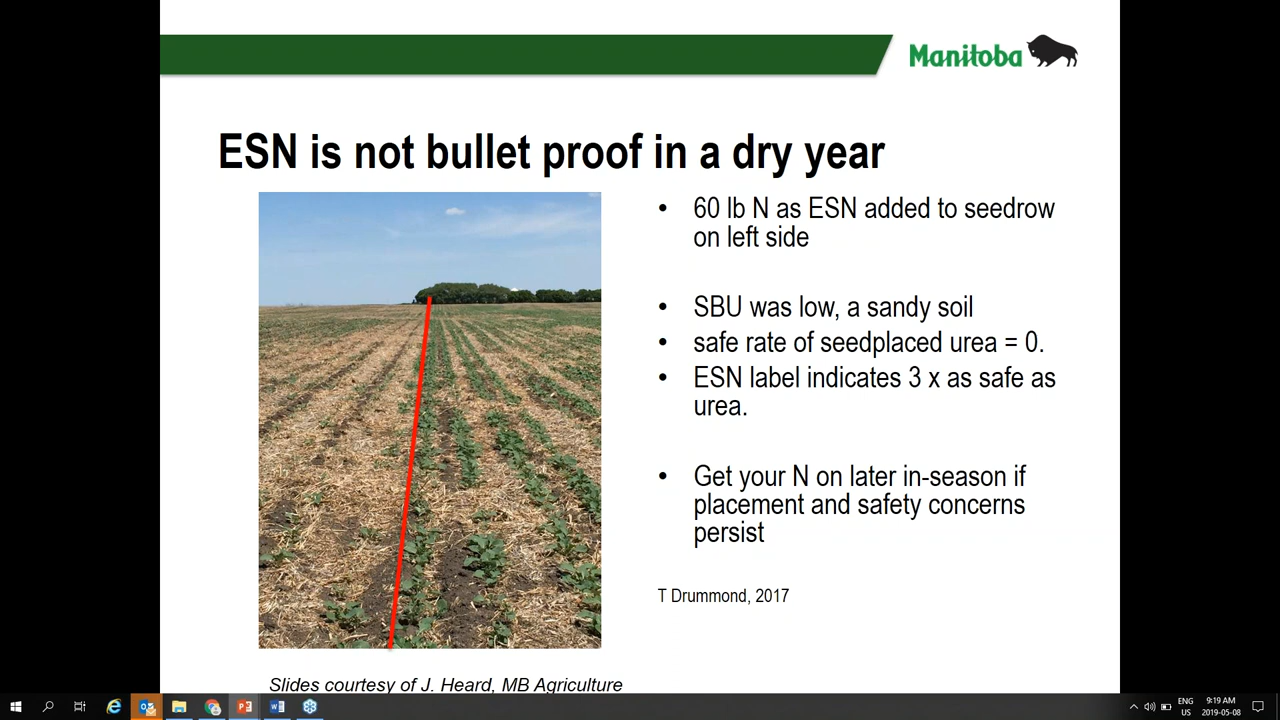 Manitoba
ESN is not bullet proof in a dry year
• 60 lb N as ESN added to seedrow
on left side
• SBU was low, a sandy soil
• safe rate of seedplaced urea = 0.
• ESN label indicates 3 x as safe as
urea.
• Get your N on later in-season if
placement and safety concerns
persist
T Drummond, 2017
Slides courtesy of J. Heard, MB Agriculture
ENG
US
9:19 AM
2019-05-08